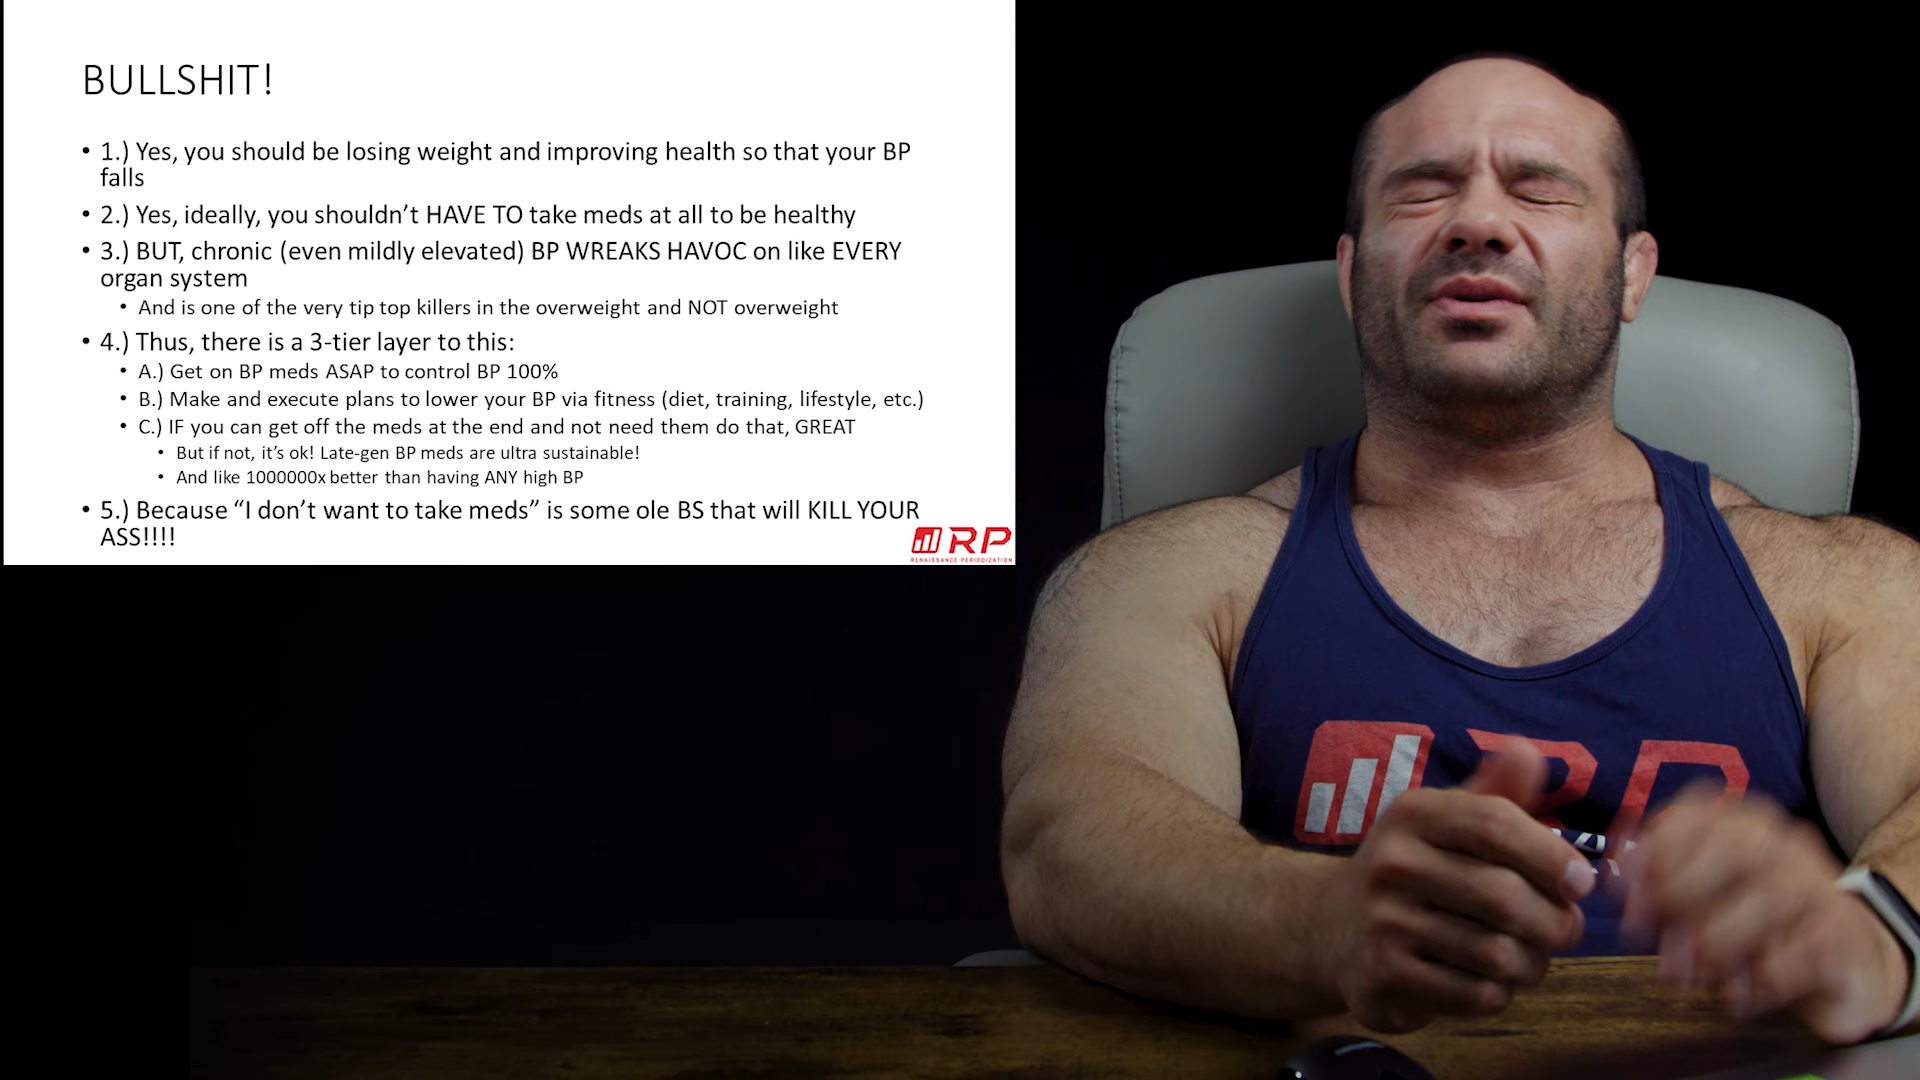 BULLSHIT!
• 1.) Yes, you should be losing weight and improving health so that your BP
falls
• 2.) Yes, ideally, you shouldn’t HAVE TO take meds at all to be healthy
• 3.) BUT, chronic (even mildly elevated) BP WREAKS HAVOC on like EVERY
organ system
• And is one of the very tip top killers in the overweight and NOT overweight
• 4.) Thus, there is a 3-tier layer to this:
• A.) Get on BP meds ASAP to control BP 100%
• B.) Make and execute plans to lower your BP via fitness (diet, training, lifestyle, etc.)
• C.) IF you can get off the meds at the end and not need them do that, GREAT
• But if not, it’s ok! Late-gen BP meds are ultra sustainable!
• And like 1000000x better than having ANY high BP
• 5.) Because “I don’t want to take meds” is some ole BS that will KILL YOUR
ASS!!!!
RP
RENAISSANCE PERIODIZATION
RP